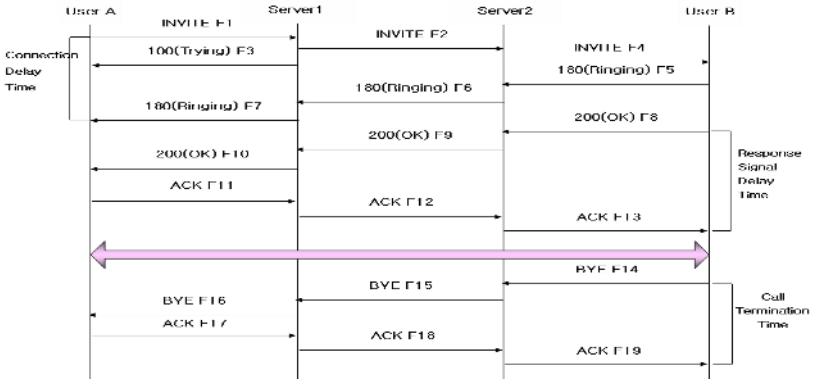 User A Server1 Server2 User B
INVITE F1
INVITE F2
100(Trying) F3
INVITE F4
180(Ringing) F5
180(Ringing) F6
180(Ringing) F7
200(OK) F8
200(OK) F9
200(OK) F10
ACK F11
ACK F12
ACK F13
BYE F14
BYE F15
BYE F16
ACK F17
ACK F18
ACK F19
Connection
Delay
Time
Response
Signal
Delay
Time
Call
Termination
Time